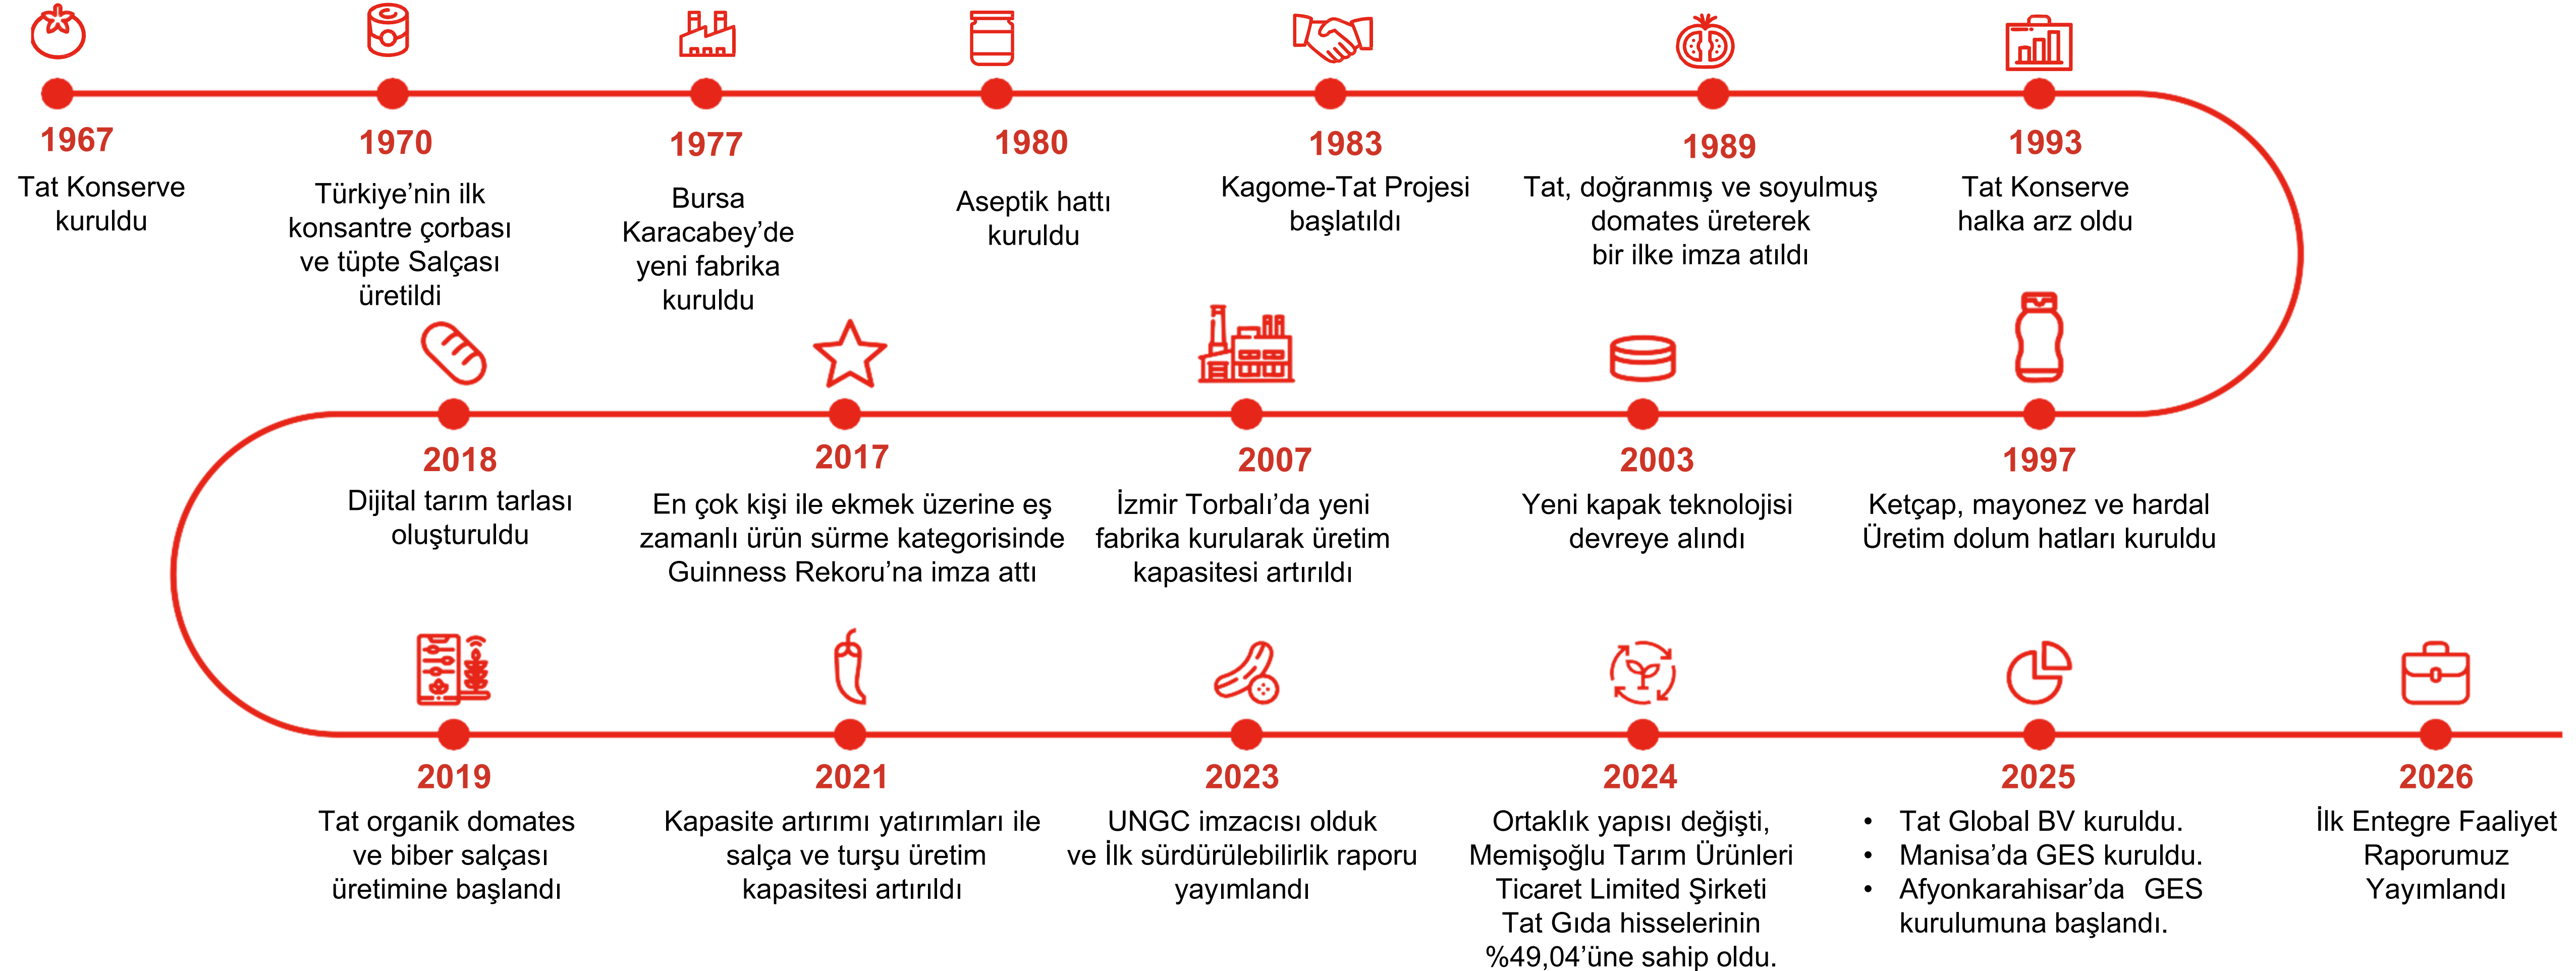 1967
Tat Konserve
kuruldu
1970
Türkiye’nin ilk
konsantre çorbası
ve tüpte Salçası
üretildi
1977
Bursa
Karacabey’de
yeni fabrika
kuruldu
1980
Aseptik hattı
kuruldu
1983
Kagome-Tat Projesi
başlatıldı
1989
Tat, doğranmış ve soyulmuş
domates üreterek
bir ilke imza atıldı
1993
Tat Konserve
halka arz oldu
1997
Ketçap, mayonez ve hardal
Üretim dolum hatları kuruldu
2003
Yeni kapak teknolojisi
devreye alındı
2007
İzmir Torbalı’da yeni
fabrika kurularak üretim
kapasitesi artırıldı
2017
En çok kişi ile ekmek üzerine eş
zamanlı ürün sürme kategorisinde
Guinness Rekoru’na imza attı
2018
Dijital tarım tarlası
oluşturuldu
2019
Tat organik domates
ve biber salçası
üretimine başlandı
2021
Kapasite artırımı yatırımları ile
salça ve turşu üretim
kapasitesi artırıldı
2023
UNGC imzacısı olduk
ve İlk sürdürülebilirlik raporu
yayımlandı
2024
Ortaklık yapısı değişti,
Memişoğlu Tarım Ürünleri
Ticaret Limited Şirketi
Tat Gıda hisselerinin
%49,04’üne sahip oldu.
2025
• Tat Global BV kuruldu.
• Manisa’da GES kuruldu.
• Afyonkarahisar’da GES
kurulumuna başlandı.
2026
İlk Entegre Faaliyet
Raporumuz
Yayımlandı